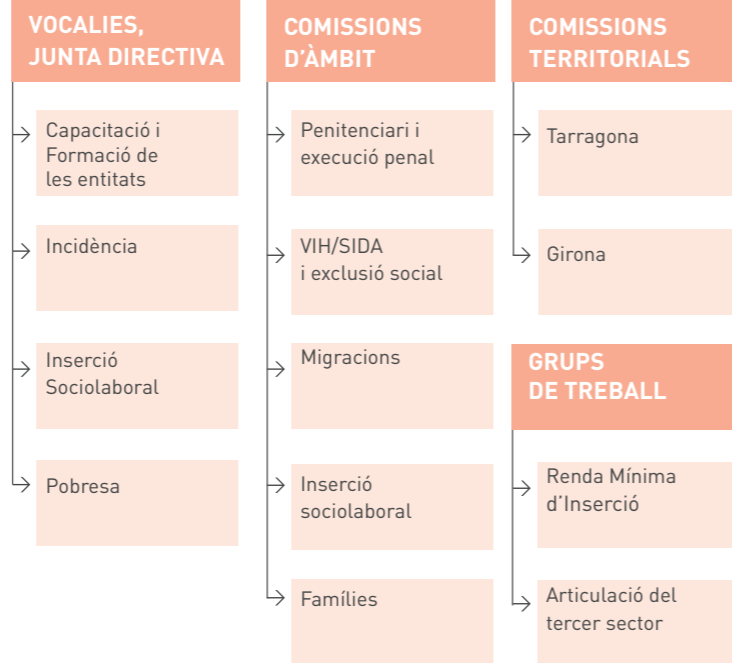 VOCALIES,
JUNTA DIRECTIVA
Capacitació i
Formació de
les entitats
Incidència
Inserció
Sociolaboral
Pobresa
COMISSIONS
D'ÀMBIT
Penitenciari i
execució penal
VIH/SIDA
i exclusió social
Migracions
Inserció
sociolaboral
Famílies
COMISSIONS
TERRITORIALS
Tarragona
Girona
GRUPS
DE TREBALL
Renda Mínima
d'Inserció
Articulació del
tercer sector